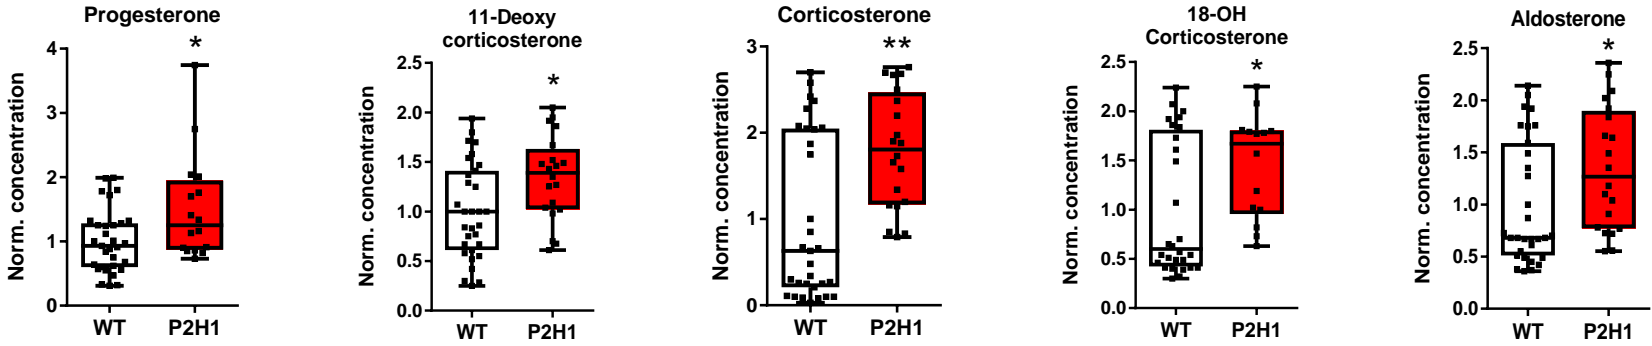 Progesterone
*
Norm. concentration
4
3
2
1
0
WT P2H1
11-Deoxy
corticosterone
*
Norm. concentration
2.5
2.0
1.5
1.0
0.5
0.0
WT P2H1
Corticosterone
**
Norm. concentration
3
2
1
0
WT P2H1
18-OH
Corticosterone
*
Norm. concentration
2.5
2.0
1.5
1.0
0.5
0.0
WT P2H1
Aldosterone
*
Norm. concentration
2.5
2.0
1.5
1.0
0.5
0.0
WT P2H1